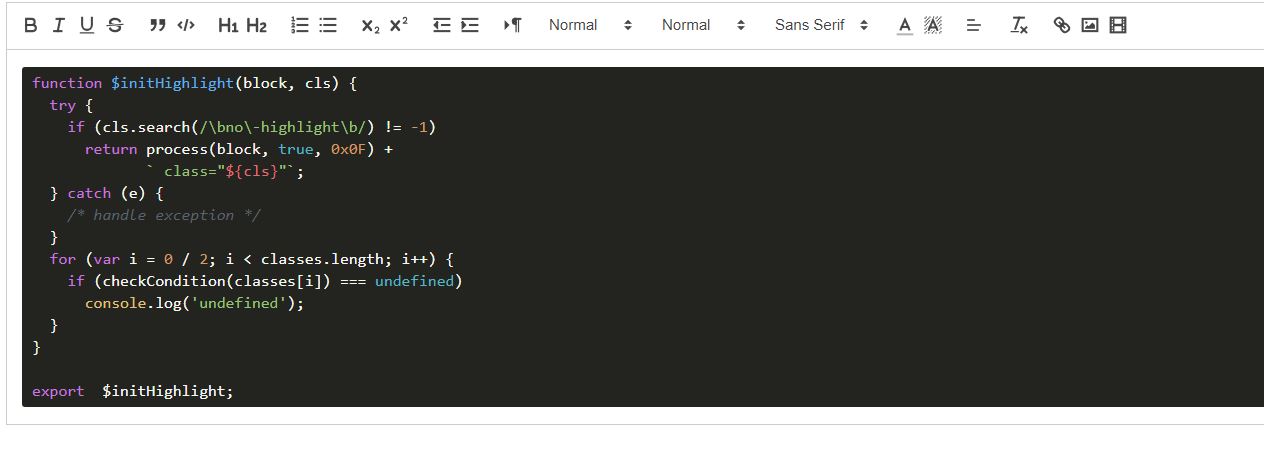 B I U S ” </> H1 H2 X2 X² ¶ Normal Normal Sans Serif A A Tx
function $initHighlight(block, cls) {
  try {
    if (cls.search(/\bno\-highlight\b/) != -1)
      return process(block, true, 0x0F) +
             ` class="${cls}"`;
  } catch (e) {
    /* handle exception */
  }
  for (var i = 0 / 2; i < classes.length; i++) {
    if (checkCondition(classes[i]) === undefined)
      console.log('undefined');
  }
}

export  $initHighlight;